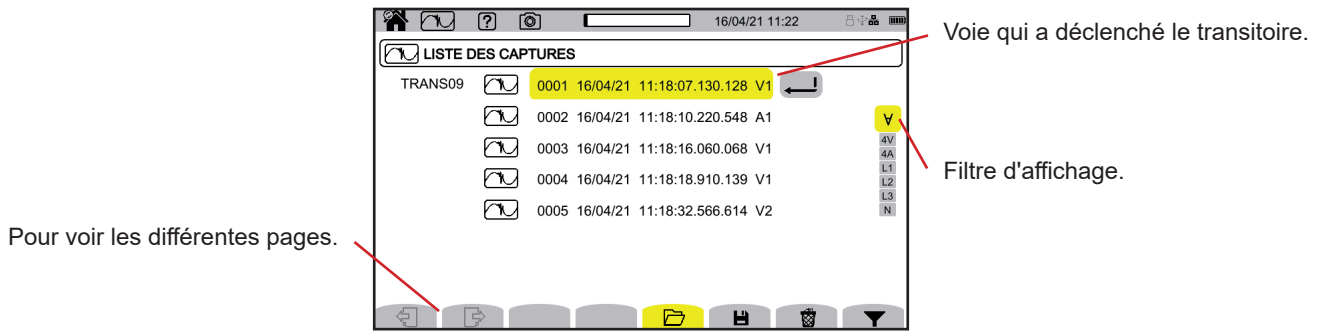 16/04/21 11:22
LISTE DES CAPTURES
Voie qui a déclenché le transitoire.
TRANS09
0001 16/04/21 11:18:07.130.128 V1
0002 16/04/21 11:18:10.220.548 A1
0003 16/04/21 11:18:16.060.068 V1
0004 16/04/21 11:18:18.910.139 V1
0005 16/04/21 11:18:32.566.614 V2
∀
4V
4A
L1
L2
L3
N
Filtre d'affichage.
Pour voir les différentes pages.